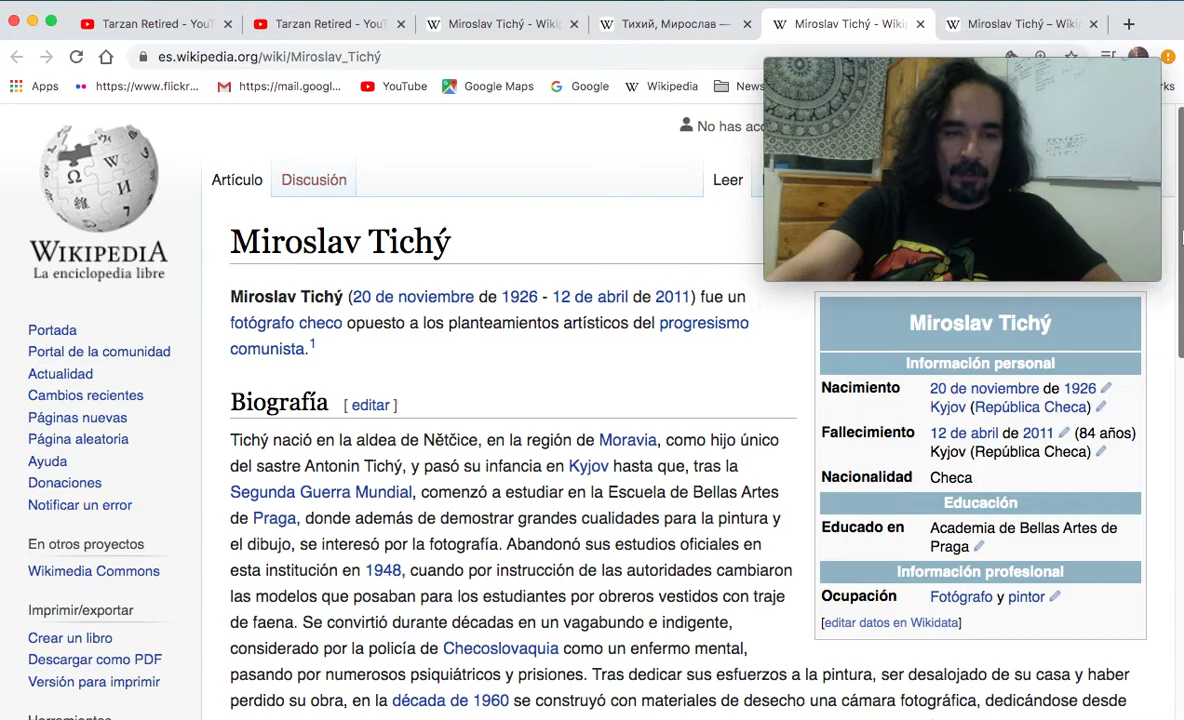 Tarzan Retired - YouT
Tarzan Retired - YouT
Miroslav Tichý - Wiki
Тихий, Мирослав —
Miroslav Tichý - Wikip
Miroslav Tichý – Wikip
es.wikipedia.org/wiki/Miroslav_Tichý
Apps
https://www.flickr...
https://mail.googl...
YouTube
Google Maps
Google
Wikipedia
News
rks
No has acc
WIKIPEDIA
La enciclopedia libre
Artículo
Discusión
Leer
Miroslav Tichý
Miroslav Tichý (20 de noviembre de 1926 - 12 de abril de 2011) fue un
fotógrafo checo opuesto a los planteamientos artísticos del progresismo
comunista.1
Biografía [ editar ]
Tichý nació en la aldea de Nětčice, en la región de Moravia, como hijo único
del sastre Antonin Tichý, y pasó su infancia en Kyjov hasta que, tras la
Segunda Guerra Mundial, comenzó a estudiar en la Escuela de Bellas Artes
de Praga, donde además de demostrar grandes cualidades para la pintura y
el dibujo, se interesó por la fotografía. Abandonó sus estudios oficiales en
esta institución en 1948, cuando por instrucción de las autoridades cambiaron
las modelos que posaban para los estudiantes por obreros vestidos con traje
de faena. Se convirtió durante décadas en un vagabundo e indigente,
considerado por la policía de Checoslovaquia como un enfermo mental,
pasando por numerosos psiquiátricos y prisiones. Tras dedicar sus esfuerzos a la pintura, ser desalojado de su casa y haber
perdido su obra, en la década de 1960 se construyó con materiales de desecho una cámara fotográfica, dedicándose desde
Miroslav Tichý
Información personal
Nacimiento
20 de noviembre de 1926
Kyjov (República Checa)
Fallecimiento
12 de abril de 2011 (84 años)
Kyjov (República Checa)
Nacionalidad
Checa
Educación
Educado en
Academia de Bellas Artes de
Praga
Información profesional
Ocupación
Fotógrafo y pintor
[editar datos en Wikidata]
Portada
Portal de la comunidad
Actualidad
Cambios recientes
Páginas nuevas
Página aleatoria
Ayuda
Donaciones
Notificar un error
En otros proyectos
Wikimedia Commons
Imprimir/exportar
Crear un libro
Descargar como PDF
Versión para imprimir